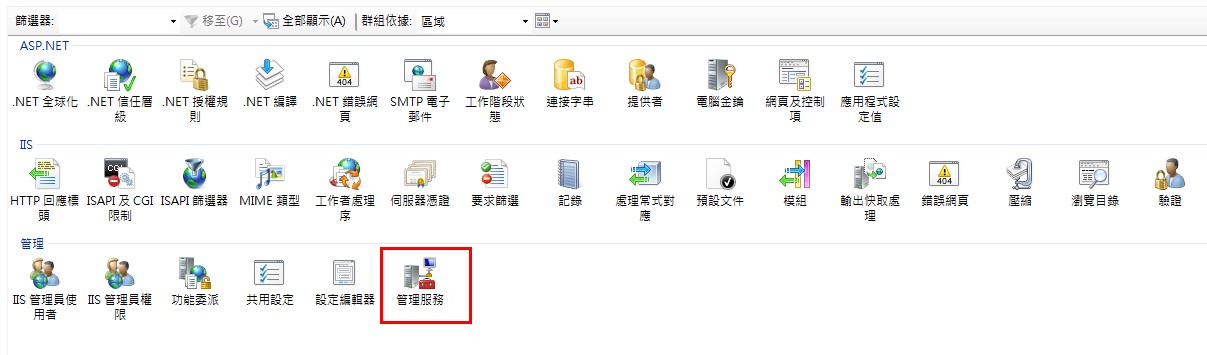 篩選器: 移至(G) 全部顯示(A) 群組依據: 區域
ASP.NET
.NET 全球化 .NET 信任層 .NET 授權規 .NET 編譯 .NET 錯誤網 SMTP 電子 工作階段狀 連接字串 提供者 電腦金鑰 網頁及控制 應用程式設
級 則 頁 郵件 態 項 定值
IIS
HTTP 回應標 ISAPI 及 CGI ISAPI 篩選器 MIME 類型 工作者處理 伺服器憑證 要求篩選 記錄 處理常式對 預設文件 模組 輸出快取處 錯誤網頁 壓縮 瀏覽目錄 驗證
頭 限制 序 應 理
管理
IIS 管理員使 IIS 管理員權 功能委派 共用設定 設定編輯器 管理服務
用者 限